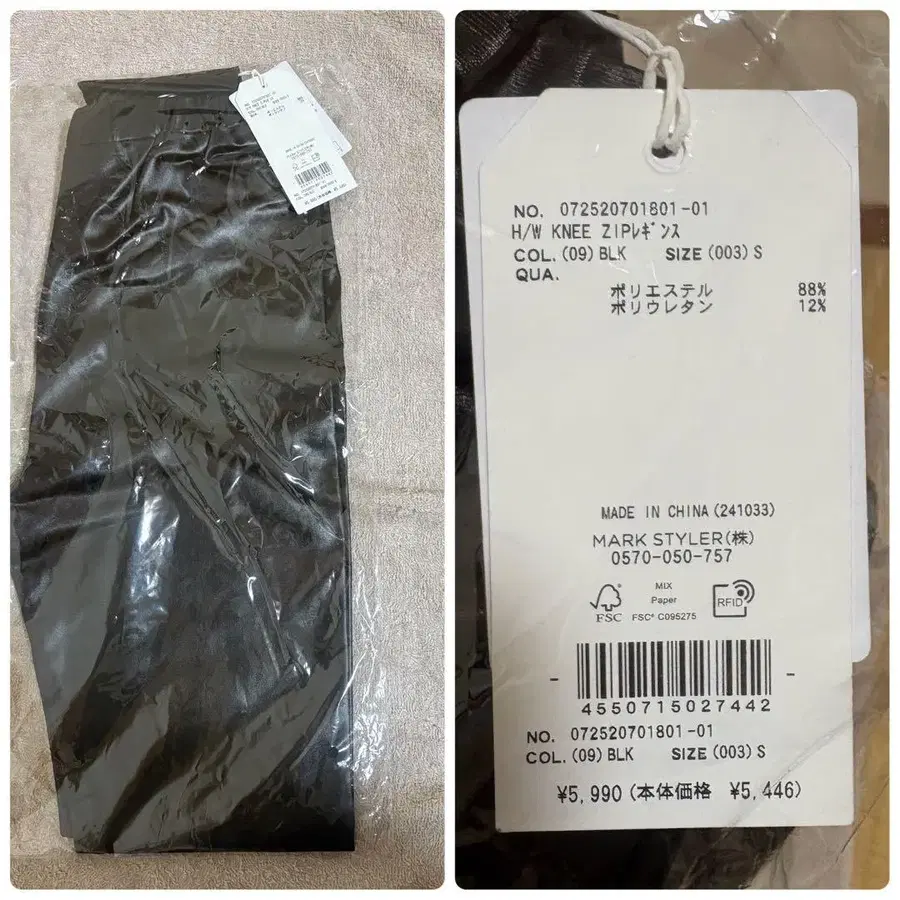 NO. 072520701801-01
H/W KNEE ZIPﾚｷﾞﾝｽ
COL.(09)BLK SIZE(003)S
QUA.
ポリエステル 88%
ポリウレタン 12%
MADE IN CHINA(241033)
MARK STYLER(株)
0570-050-757
FSC
MIX
Paper
FSC® C095275
RFID
4550715027442
NO. 072520701801-01
COL.(09)BLK SIZE(003)S
¥5,990(本体価格 ¥5,446)